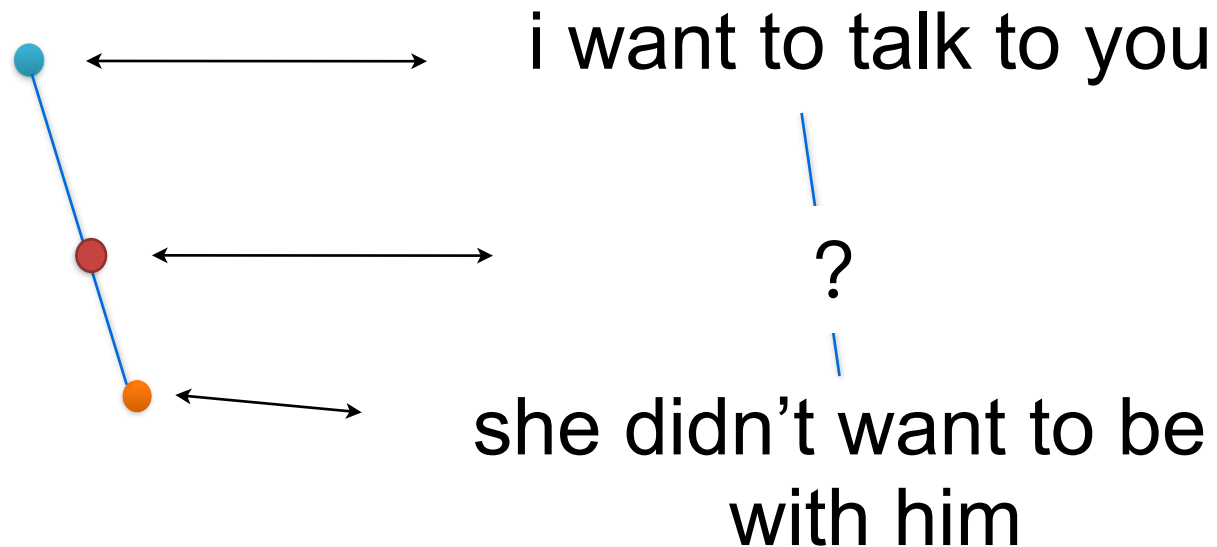 i want to talk to you
?
she didn’t want to be
with him